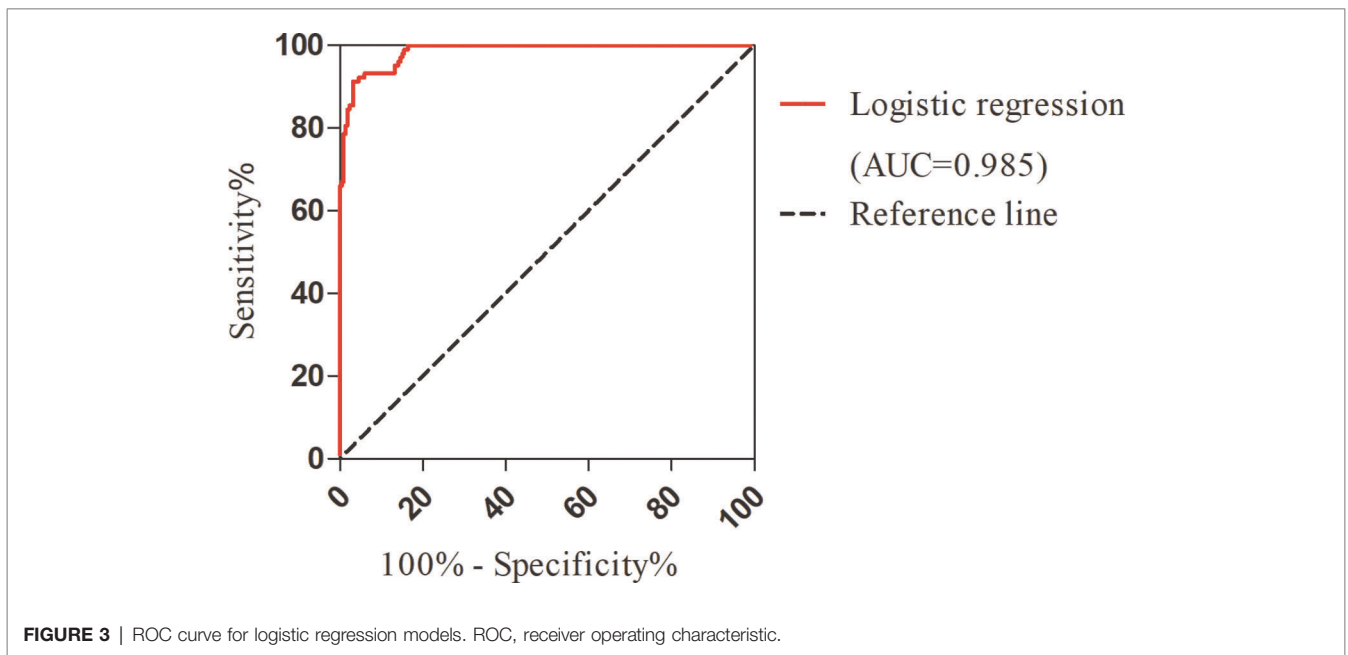 100
80
60
40
20
0
Sensitivity%
0
20
40
60
80
100
100% - Specificity%
Logistic regression
(AUC=0.985)
Reference line
FIGURE 3 | ROC curve for logistic regression models. ROC, receiver operating characteristic.